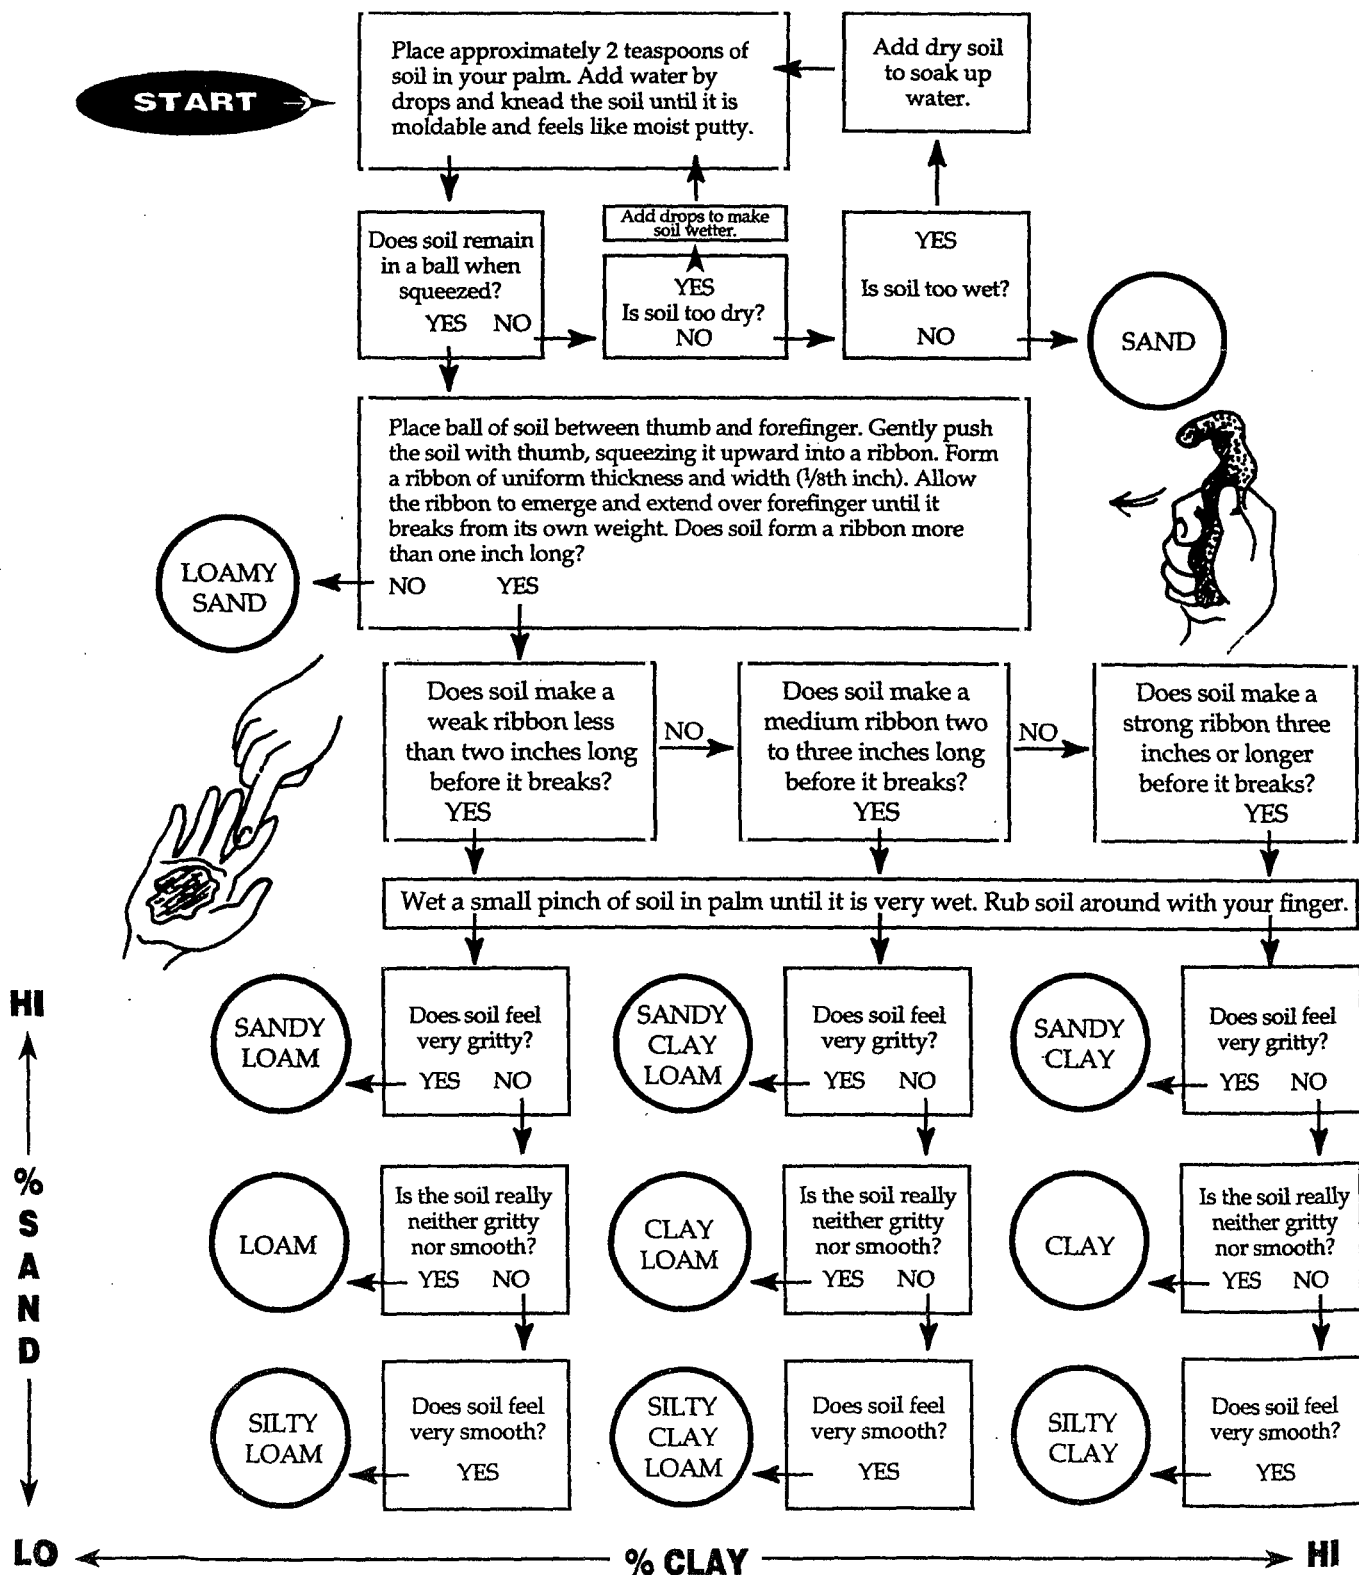 START
Place approximately 2 teaspoons of
soil in your palm. Add water by
drops and knead the soil until it is
moldable and feels like moist putty.
Add dry soil
to soak up
water.
Does soil remain
in a ball when
squeezed?
YES NO
Add drops to make
soil wetter.
YES
Is soil too dry?
NO
YES
Is soil too wet?
NO
SAND
Place ball of soil between thumb and forefinger. Gently push
the soil with thumb, squeezing it upward into a ribbon. Form
a ribbon of uniform thickness and width (1/8th inch). Allow
the ribbon to emerge and extend over forefinger until it
breaks from its own weight. Does soil form a ribbon more
than one inch long?
NO YES
LOAMY
SAND
Does soil make a
weak ribbon less
than two inches long
before it breaks?
YES
NO
Does soil make a
medium ribbon two
to three inches long
before it breaks?
YES
NO
Does soil make a
strong ribbon three
inches or longer
before it breaks?
YES
Wet a small pinch of soil in palm until it is very wet. Rub soil around with your finger.
HI
SANDY
LOAM
Does soil feel
very gritty?
YES NO
SANDY
CLAY
LOAM
Does soil feel
very gritty?
YES NO
SANDY
CLAY
Does soil feel
very gritty?
YES NO
% SAND
LOAM
Is the soil really
neither gritty
nor smooth?
YES NO
CLAY
LOAM
Is the soil really
neither gritty
nor smooth?
YES NO
CLAY
Is the soil really
neither gritty
nor smooth?
YES NO
SILTY
LOAM
Does soil feel
very smooth?
YES
SILTY
CLAY
LOAM
Does soil feel
very smooth?
YES
SILTY
CLAY
Does soil feel
very smooth?
YES
LO
% CLAY
HI